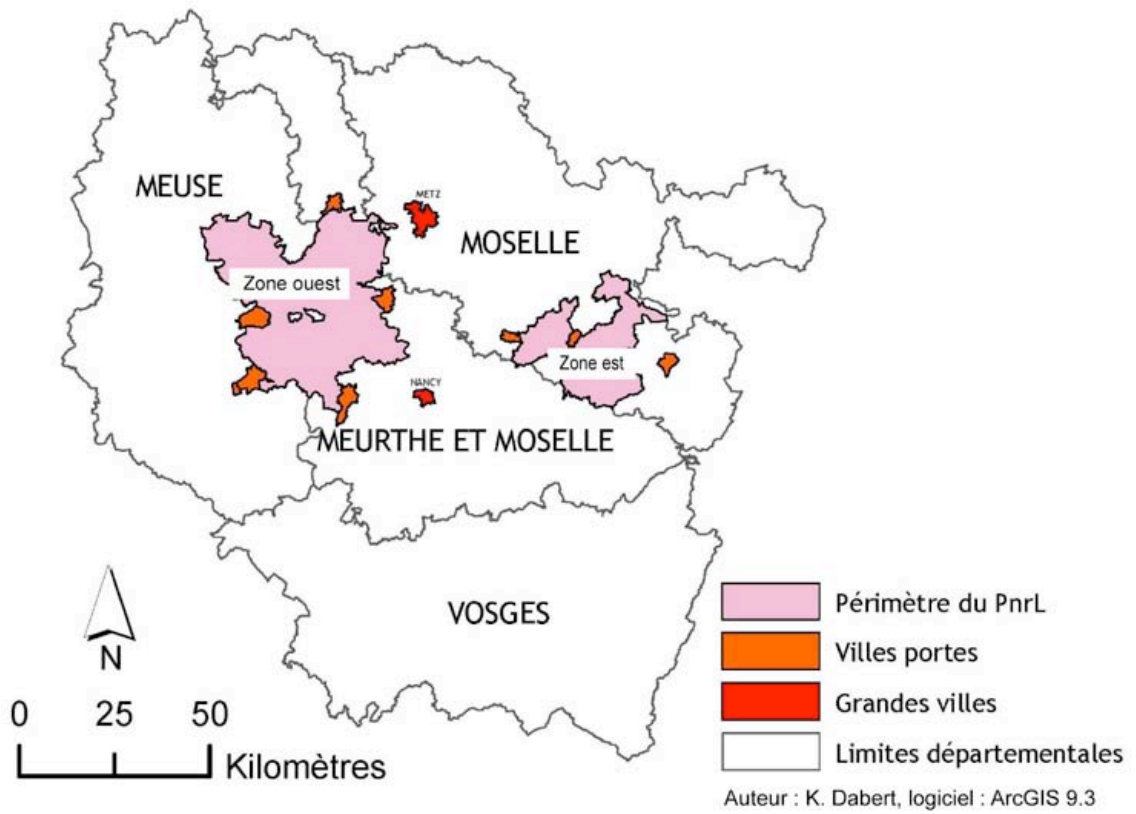 MEUSE
METZ
MOSELLE
Zone ouest
Zone est
NANCY
MEURTHE ET MOSELLE
VOSGES
N
0 25 50
Kilomètres
Périmètre du PnrL
Villes portes
Grandes villes
Limites départementales
Auteur : K. Dabert, logiciel : ArcGIS 9.3